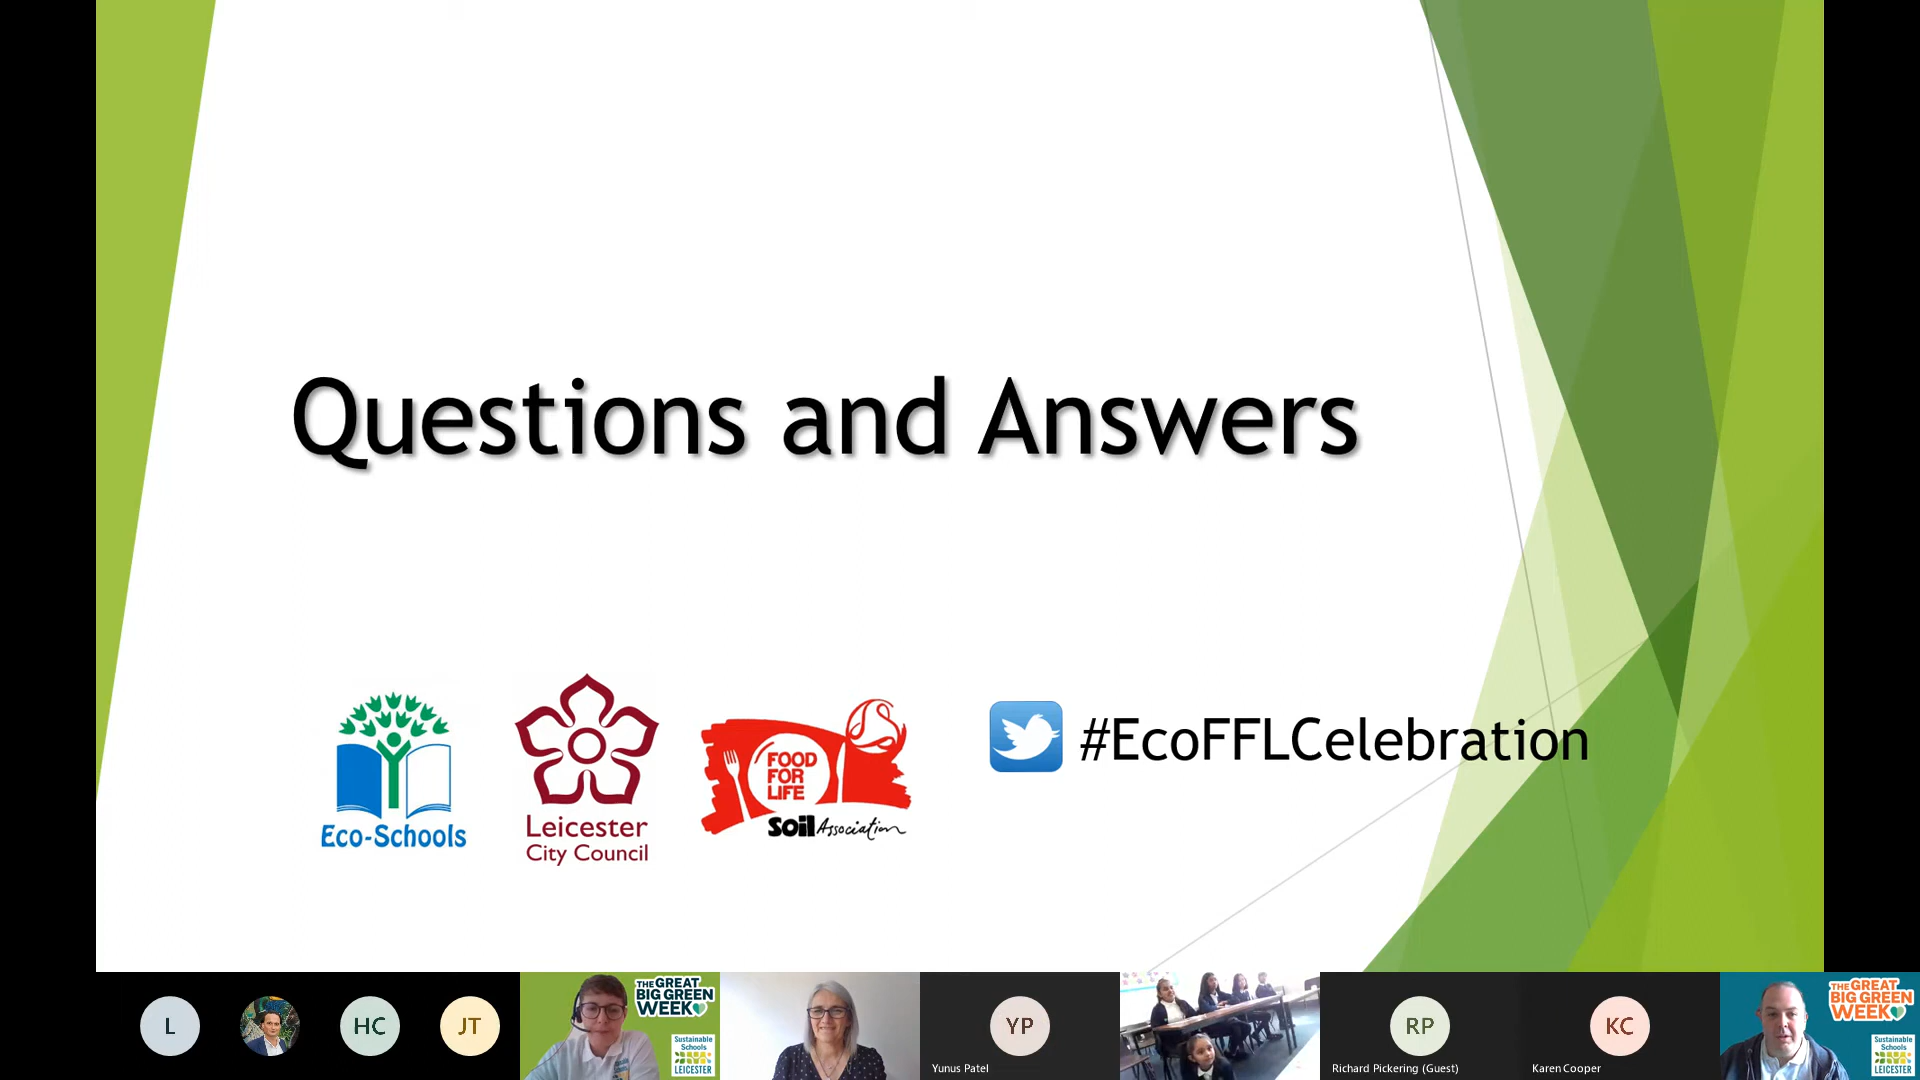 Questions and Answers
Eco-Schools
Leicester
City Council
FOOD
FOR
LIFE
Soil Association
#EcoFFLCelebration
L
HC
JT
THE GREAT
BIG GREEN
WEEK
Sustainable
Schools
LEICESTER
YP
Yunus Patel
RP
Richard Pickering (Guest)
KC
Karen Cooper
THE GREAT
BIG GREEN
WEEK
Sustainable
Schools
LEICESTER